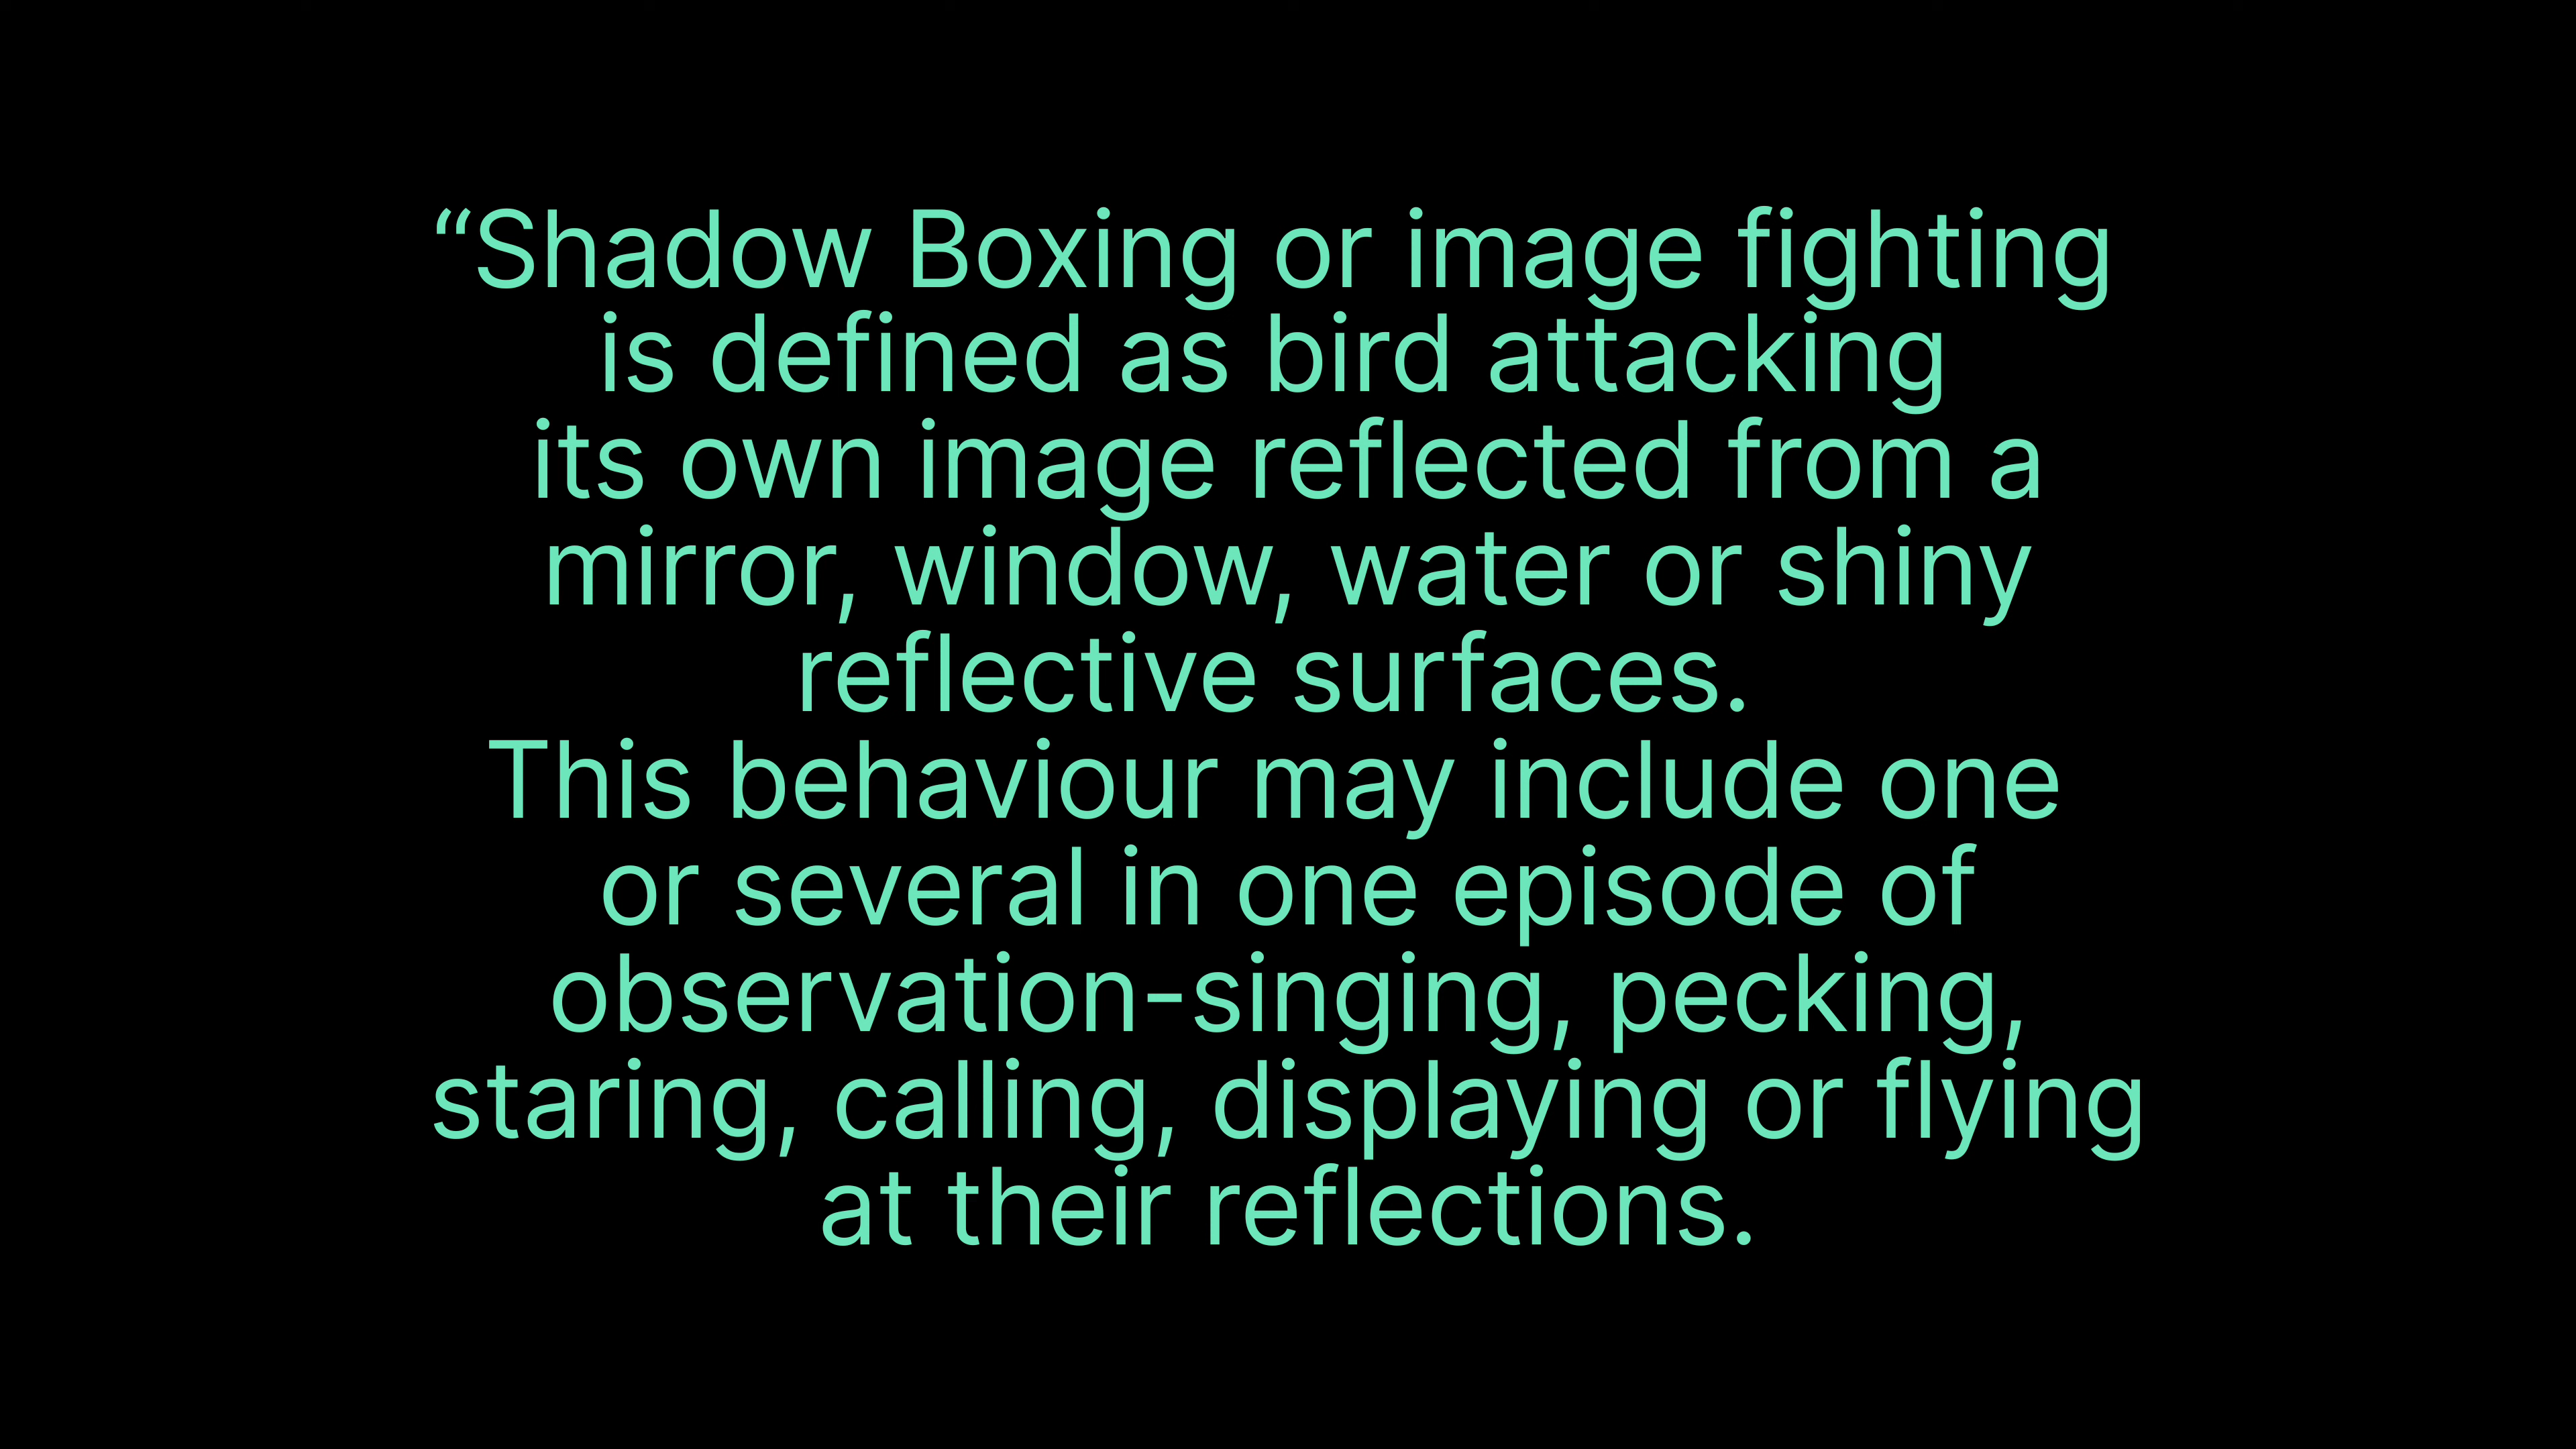 “Shadow Boxing or image fighting
is defined as bird attacking
its own image reflected from a
mirror, window, water or shiny
reflective surfaces.
This behaviour may include one
or several in one episode of
observation-singing, pecking,
staring, calling, displaying or flying
at their reflections.